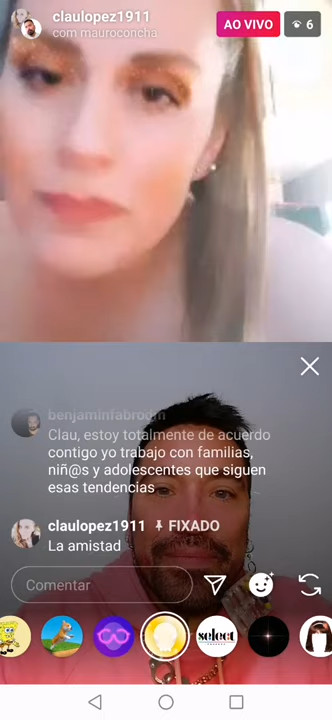 claulopez1911
com mauroconcha
AO VIVO
6
benjaminfabrodm
Clau, estoy totalmente de acuerdo
contigo yo trabajo con familias,
niñ@s y adolescentes que siguen
esas tendencias
claulopez1911 FIXADO
La amistad
Comentar
select